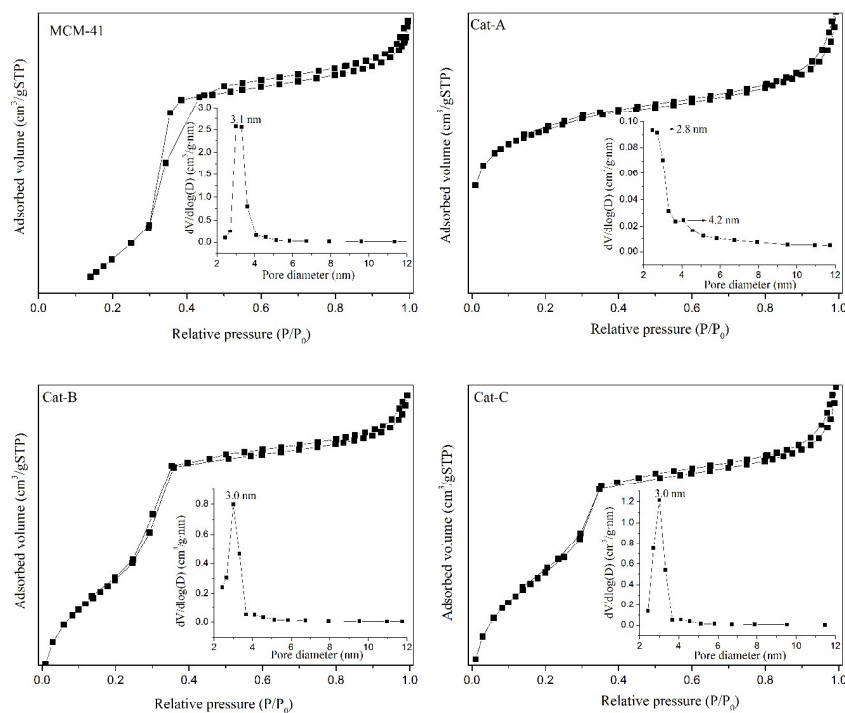 MCM-41
Adsorbed volume (cm³/gSTP)
3.0
2.5
2.0
1.5
1.0
0.5
0.0
dV/dlog(D) (cm³/g·nm)
3.1 nm
2 4 6 8 10 12
Pore diameter (nm)
0.0 0.2 0.4 0.6 0.8 1.0
Relative pressure (P/P₀)
Cat-A
Adsorbed volume (cm³/gSTP)
0.10
0.08
0.06
0.04
0.02
0.00
dV/dlog(D) (cm³/g·nm)
2.8 nm
4.2 nm
2 4 6 8 10 12
Pore diameter (nm)
0.0 0.2 0.4 0.6 0.8 1.0
Relative pressure (P/P₀)
Cat-B
Adsorbed volume (cm³/gSTP)
0.8
0.6
0.4
0.2
0.0
dV/dlog(D) (cm³/g·nm)
3.0 nm
2 4 6 8 10 12
Pore diameter (nm)
0.0 0.2 0.4 0.6 0.8 1.0
Relative pressure (P/P₀)
Cat-C
Adsorbed volume (cm³/gSTP)
1.2
1.0
0.8
0.6
0.4
0.2
0.0
dV/dlog(D) (cm³/g·nm)
3.0 nm
2 4 6 8 10 12
Pore diameter (nm)
0.0 0.2 0.4 0.6 0.8 1.0
Relative pressure (P/P₀)